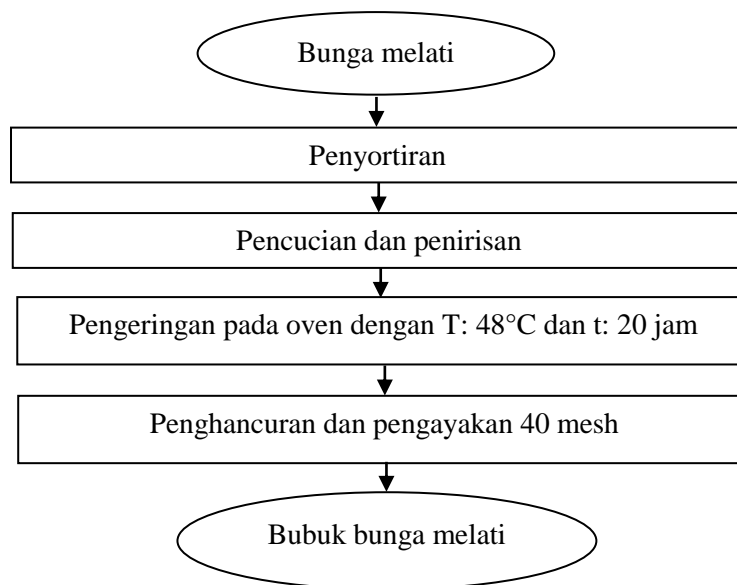 Bunga melati
Penyortiran
Pencucian dan penirisan
Pengeringan pada oven dengan T: 48°C dan t: 20 jam
Penghancuran dan pengayakan 40 mesh
Bubuk bunga melati